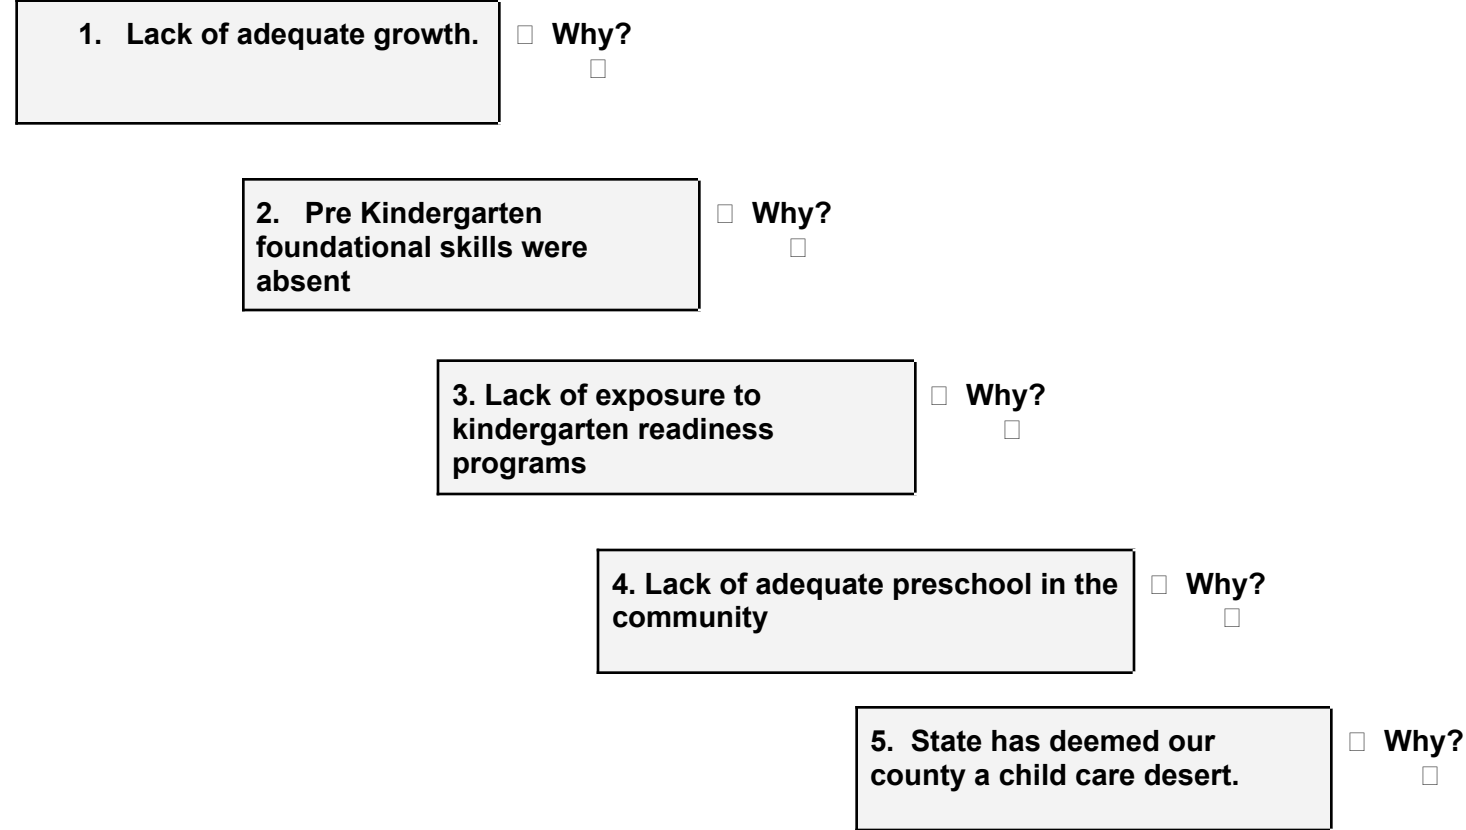 1. Lack of adequate growth. □ Why?
□
2. Pre Kindergarten □ Why?
foundational skills were □
absent
3. Lack of exposure to □ Why?
kindergarten readiness □
programs
4. Lack of adequate preschool in the □ Why?
community □
5. State has deemed our □ Why?
county a child care desert. □